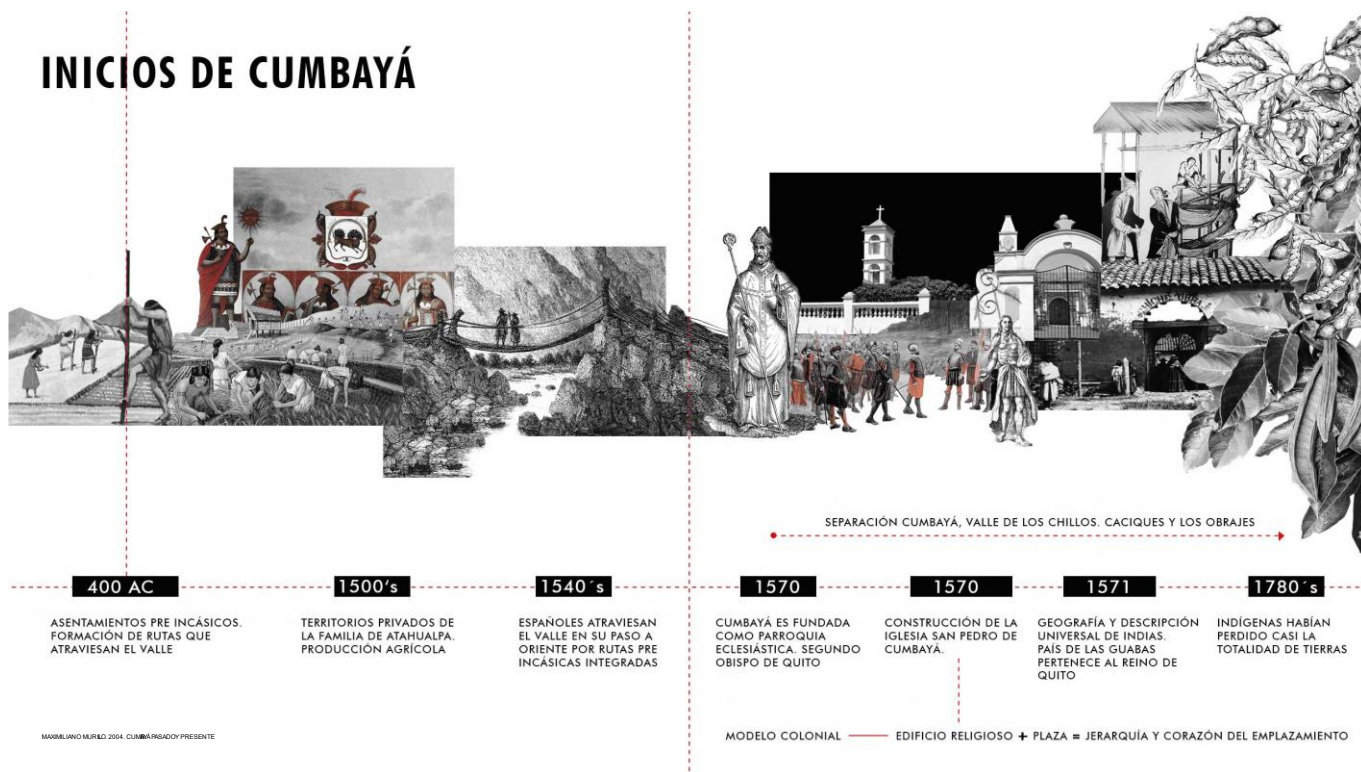 INICIOS DE CUMBAYÁ
SEPARACIÓN CUMBAYÁ, VALLE DE LOS CHILLOS. CACIQUES Y LOS OBRAJES
400 AC
ASENTAMIENTOS PRE INCÁSICOS.
FORMACIÓN DE RUTAS QUE
ATRAVIESAN EL VALLE
1500's
TERRITORIOS PRIVADOS DE
LA FAMILIA DE ATAHUALPA.
PRODUCCIÓN AGRÍCOLA
1540´s
ESPAÑOLES ATRAVIESAN
EL VALLE EN SU PASO A
ORIENTE POR RUTAS PRE
INCÁSICAS INTEGRADAS
1570
CUMBAYÁ ES FUNDADA
COMO PARROQUIA
ECLESIÁSTICA. SEGUNDO
OBISPO DE QUITO
1570
CONSTRUCCIÓN DE LA
IGLESIA SAN PEDRO DE
CUMBAYÁ.
1571
GEOGRAFÍA Y DESCRIPCIÓN
UNIVERSAL DE INDIAS.
PAÍS DE LAS GUABAS
PERTENECE AL REINO DE
QUITO
1780´s
INDÍGENAS HABÍAN
PERDIDO CASI LA
TOTALIDAD DE TIERRAS
MODELO COLONIAL EDIFICIO RELIGIOSO + PLAZA = JERARQUÍA Y CORAZÓN DEL EMPLAZAMIENTO
MAXIMILIANO MURILLO. 2004. CUMBAYÁ PASADO Y PRESENTE